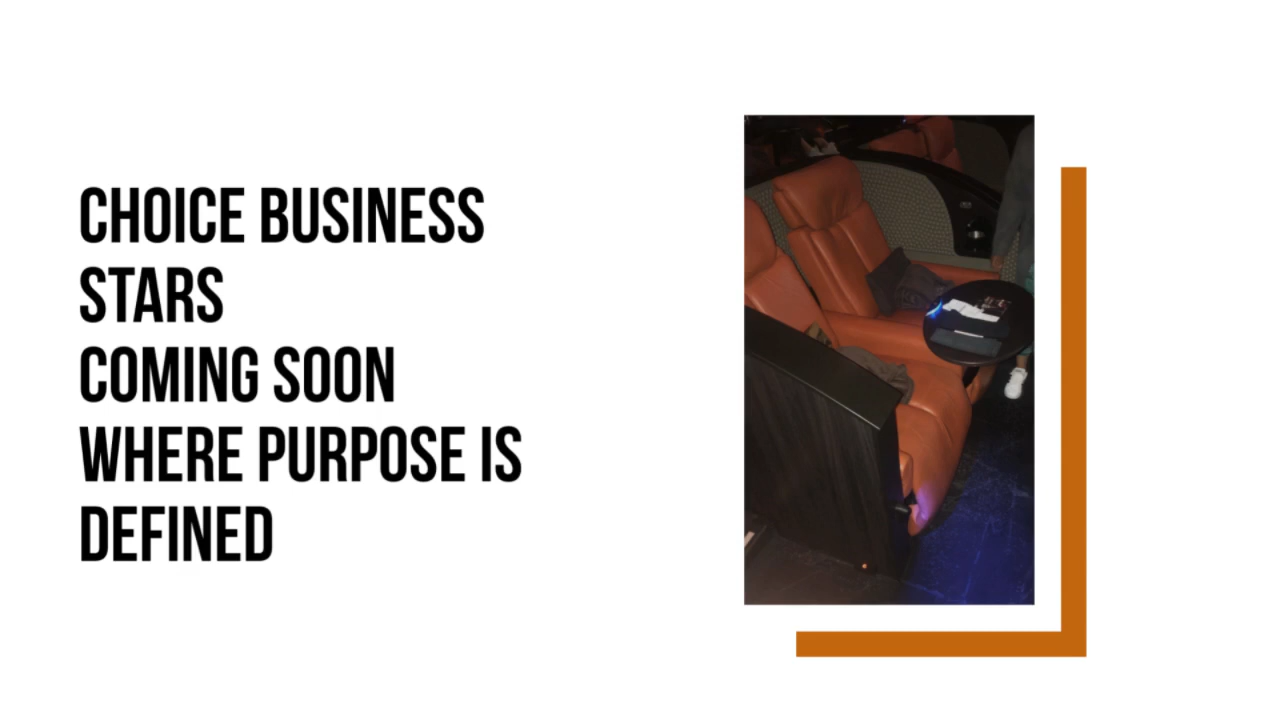 CHOICE BUSINESS
STARS
COMING SOON
WHERE PURPOSE IS
DEFINED